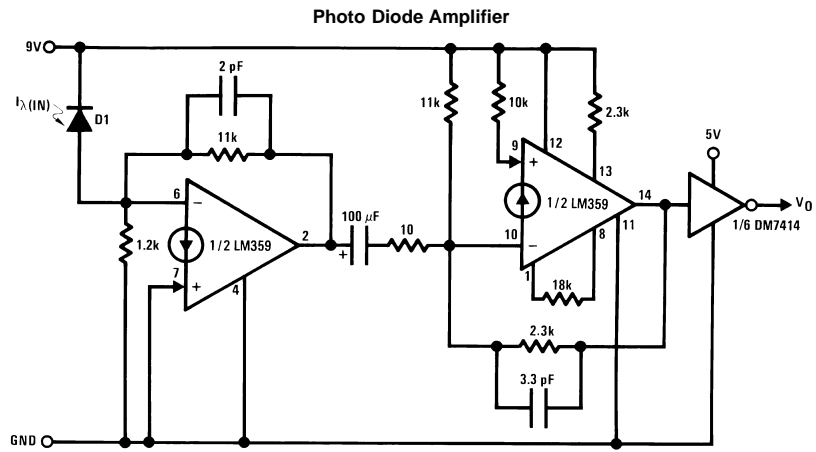 Photo Diode Amplifier
9V
2 pF
Iλ(IN)
D1
11k
11k
10k
2.3k
5V
12
9
+
13
6
−
1/2 LM359
14
VO
1/6 DM7414
1.2k
1/2 LM359
2
100 μF
+
10
10
−
11
8
7
+
4
1
18k
2.3k
3.3 pF
GND